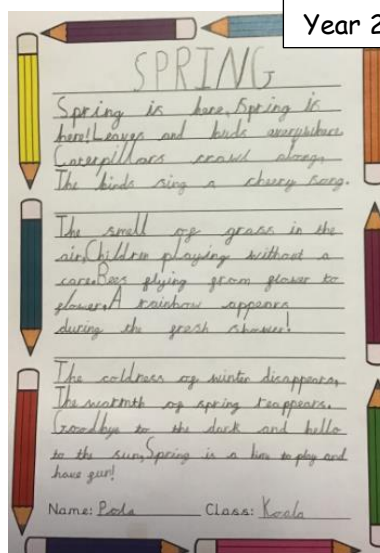 Year 2
SPRING
Spring is here, Spring is
here! Leaves and birds everywhere
Caterpillars crawl along,
The birds sing a cheery song.
The smell of grass in the
air, Children playing without a
care. Bees flying from flower to
flower, A rainbow appears
during the fresh shower!
The coldness of winter disappears,
The warmth of spring reappears.
Goodbye to the dark and hello
to the sun, Spring is a time to play and
have fun!
Name: Class: Koala